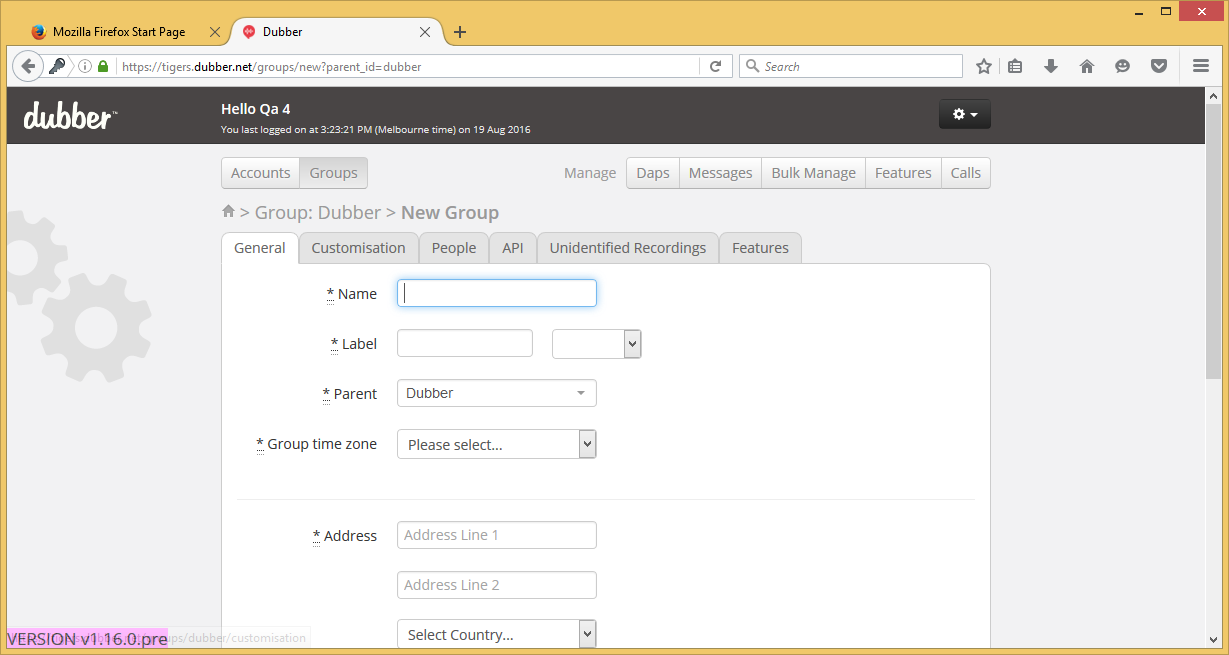 Mozilla Firefox Start Page
Dubber
https://tigers.dubber.net/groups/new?parent_id=dubber
Search
dubber™
Hello Qa 4
You last logged on at 3:23:21 PM (Melbourne time) on 19 Aug 2016
Accounts Groups Manage Daps Messages Bulk Manage Features Calls
> Group: Dubber > New Group
General Customisation People API Unidentified Recordings Features
* Name
* Label
* Parent Dubber
* Group time zone Please select...
* Address Address Line 1
Address Line 2
Select Country...
VERSION v1.16.0.pre /dubber/customisation